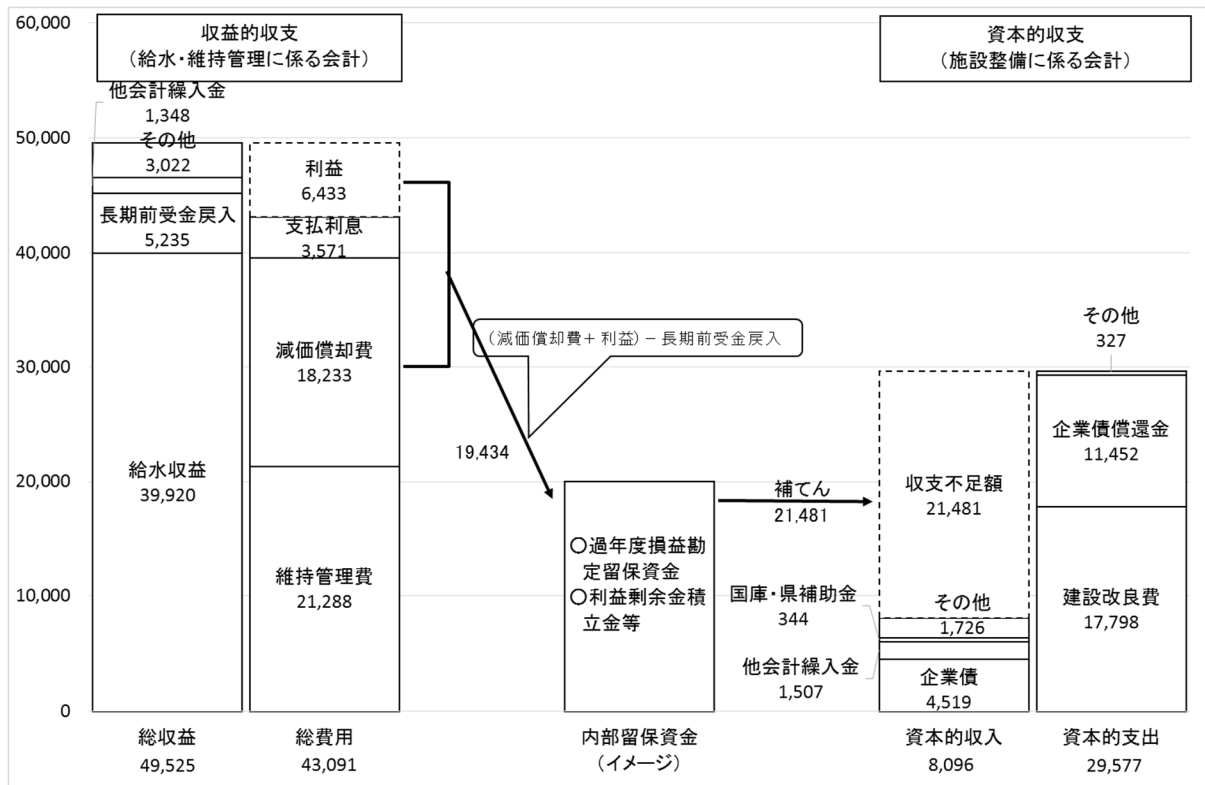 60,000
50,000
40,000
30,000
20,000
10,000
0
収益的収支
（給水・維持管理に係る会計）
他会計繰入金
1,348
その他
3,022
長期前受金戻入
5,235
給水収益
39,920
総収益
49,525
利益
6,433
支払利息
3,571
減価償却費
18,233
維持管理費
21,288
総費用
43,091
(減価償却費＋利益)－長期前受金戻入
19,434
○過年度損益勘
定留保資金
○利益剰余金積
立金等
内部留保資金
（イメージ）
補てん
21,481
資本的収支
（施設整備に係る会計）
収支不足額
21,481
その他
1,726
国庫・県補助金
344
他会計繰入金
1,507
企業債
4,519
資本的収入
8,096
その他
327
企業債償還金
11,452
建設改良費
17,798
資本的支出
29,577